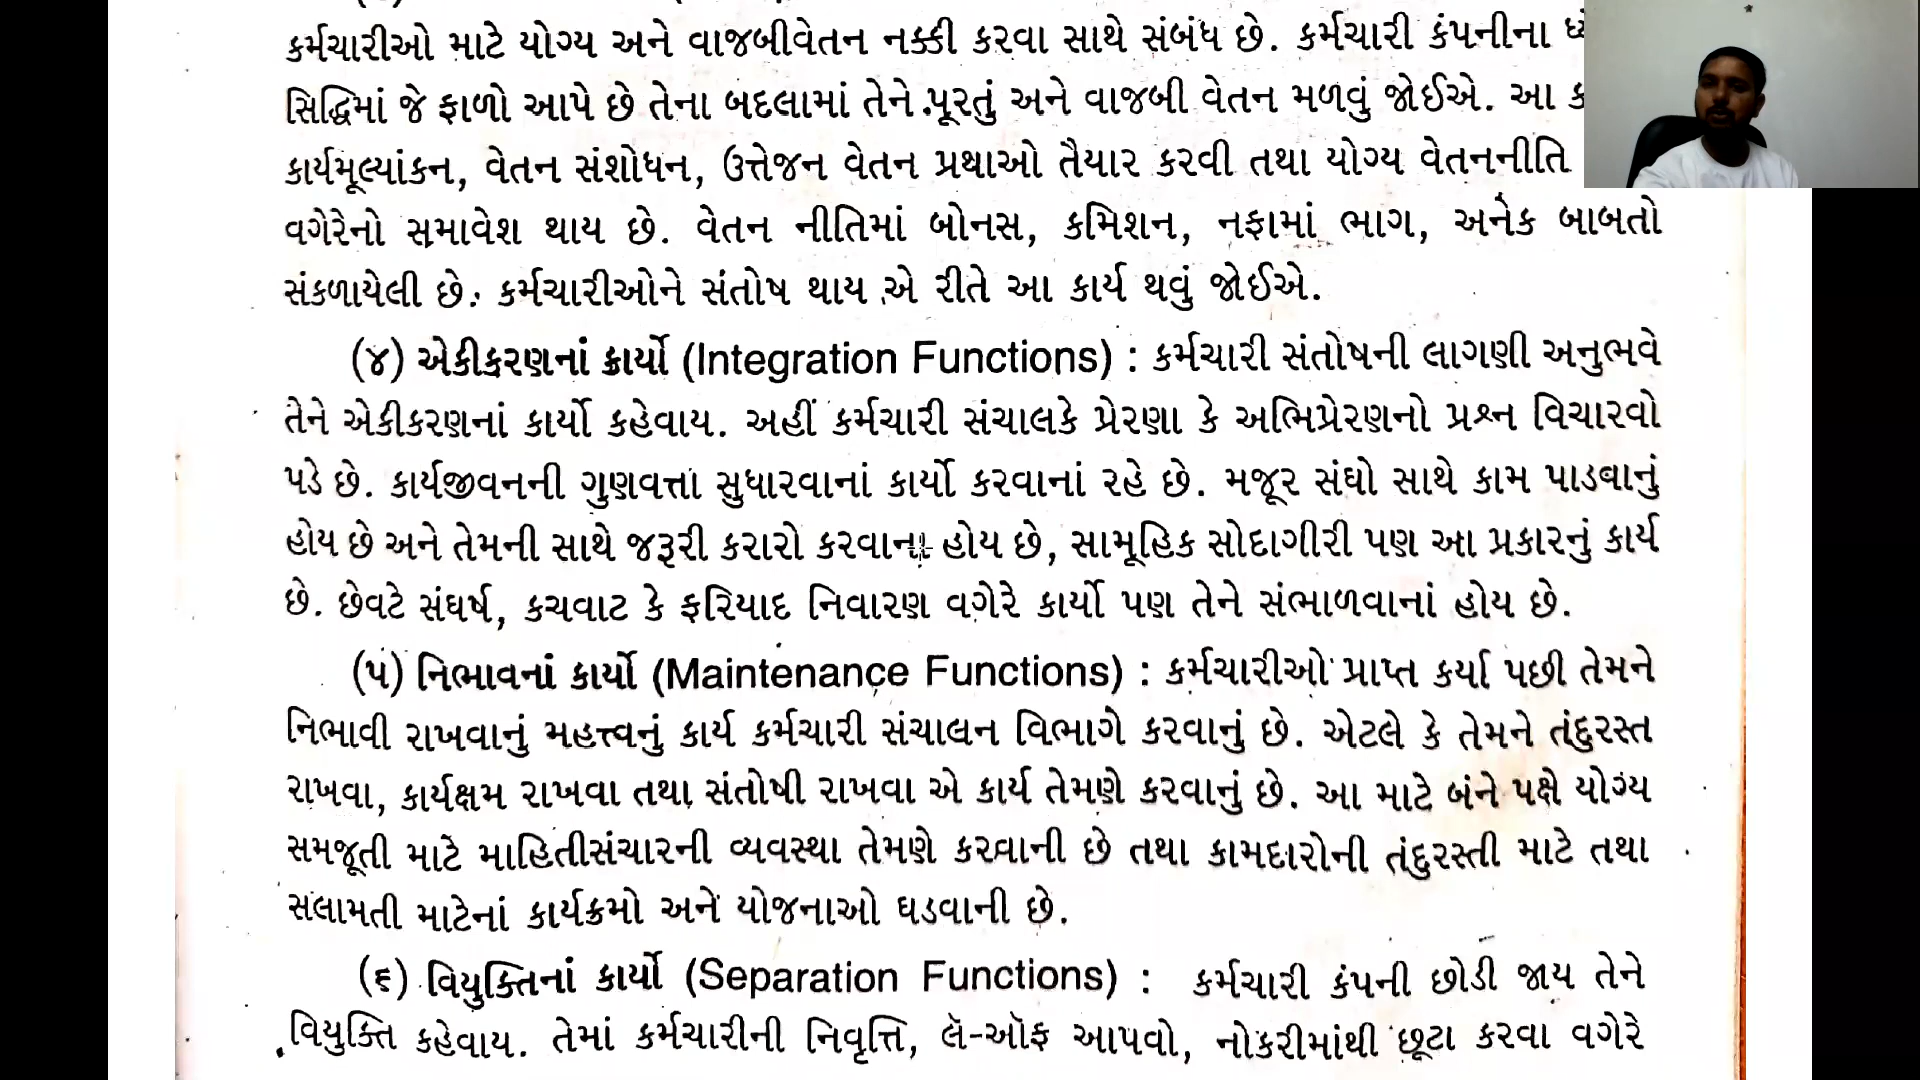 કર્મચારીઓ માટે યોગ્ય અને વાજબીવેતન નક્કી કરવા સાથે સંબંધ છે. કર્મચારી કંપનીના
સિદ્ધિમાં જે ફાળો આપે છે તેના બદલામાં તેને પૂરતું અને વાજબી વેતન મળવું જોઈએ. આ
કાર્યમૂલ્યાંકન, વેતન સંશોધન, ઉત્તેજન વેતન પ્રથાઓ તૈયાર કરવી તથા યોગ્ય વેતનનીતિ
વગેરેનો સમાવેશ થાય છે. વેતન નીતિમાં બોનસ, કમિશન, નફામાં ભાગ, અનેક બાબતો
સંકળાયેલી છે. કર્મચારીઓને સંતોષ થાય એ રીતે આ કાર્ય થવું જોઈએ.
(૪) એકીકરણનાં કાર્યો (Integration Functions) : કર્મચારી સંતોષની લાગણી અનુભવે
તેને એકીકરણનાં કાર્યો કહેવાય. અહીં કર્મચારી સંચાલકે પ્રેરણા કે અભિપ્રેરણનો પ્રશ્ન વિચારવો
પડે છે. કાર્યજીવનની ગુણવત્તા સુધારવાનાં કાર્યો કરવાનાં રહે છે. મજૂર સંઘો સાથે કામ પાડવાનું
હોય છે અને તેમની સાથે જરૂરી કરારો કરવાના હોય છે, સામૂહિક સોદાગીરી પણ આ પ્રકારનું કાર્ય
છે. છેવટે સંઘર્ષ, કચવાટ કે ફરિયાદ નિવારણ વગેરે કાર્યો પણ તેને સંભાળવાનાં હોય છે.
(૫) નિભાવનાં કાર્યો (Maintenance Functions) : કર્મચારીઓ પ્રાપ્ત કર્યા પછી તેમને
નિભાવી રાખવાનું મહત્ત્વનું કાર્ય કર્મચારી સંચાલન વિભાગે કરવાનું છે. એટલે કે તેમને તંદુરસ્ત
રાખવા, કાર્યક્ષમ રાખવા તથા સંતોષી રાખવા એ કાર્ય તેમણે કરવાનું છે. આ માટે બંને પક્ષે યોગ્ય
સમજૂતી માટે માહિતીસંચારની વ્યવસ્થા તેમણે કરવાની છે તથા કામદારોની તંદુરસ્તી માટે તથા
સલામતી માટેનાં કાર્યક્રમો અને યોજનાઓ ઘડવાની છે.
(૬) વિયુક્તિનાં કાર્યો (Separation Functions) : કર્મચારી કંપની છોડી જાય તેને
વિયુક્તિ કહેવાય. તેમાં કર્મચારીની નિવૃત્તિ, લૅ-ઑફ આપવો, નોકરીમાંથી છૂટા કરવા વગેરે